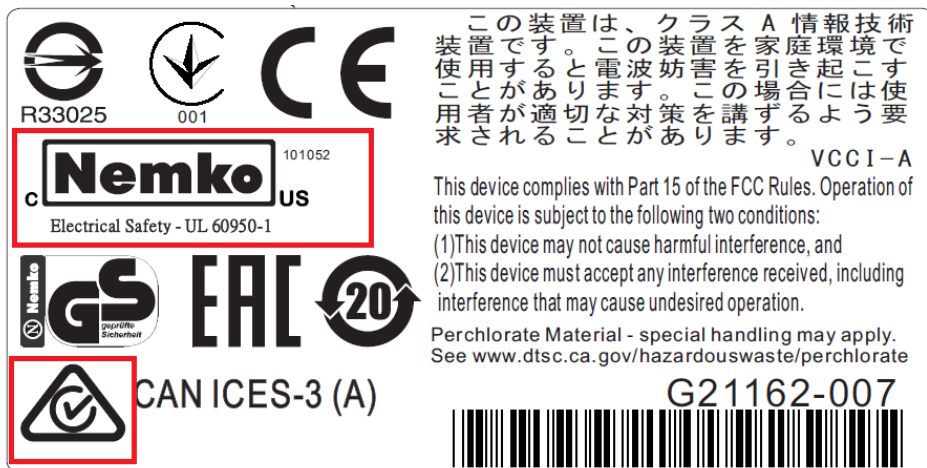 R33025
001
CE
C Nemko US
101052
Electrical Safety - UL 60950-1
N Nemko
GS
geprüfte
Sicherheit
EAC
20
CAN ICES-3 (A)
この装置は、クラス A 情報技術
装置です。この装置を家庭環境で
使用すると電波妨害を引き起こす
ことがあります。この場合には使
用者が適切な対策を講ずるよう要
求されることがあります。
VCCI-A
This device complies with Part 15 of the FCC Rules. Operation of
this device is subject to the following two conditions:
(1)This device may not cause harmful interference, and
(2)This device must accept any interference received, including
interference that may cause undesired operation.
Perchlorate Material - special handling may apply.
See www.dtsc.ca.gov/hazardouswaste/perchlorate
G21162-007